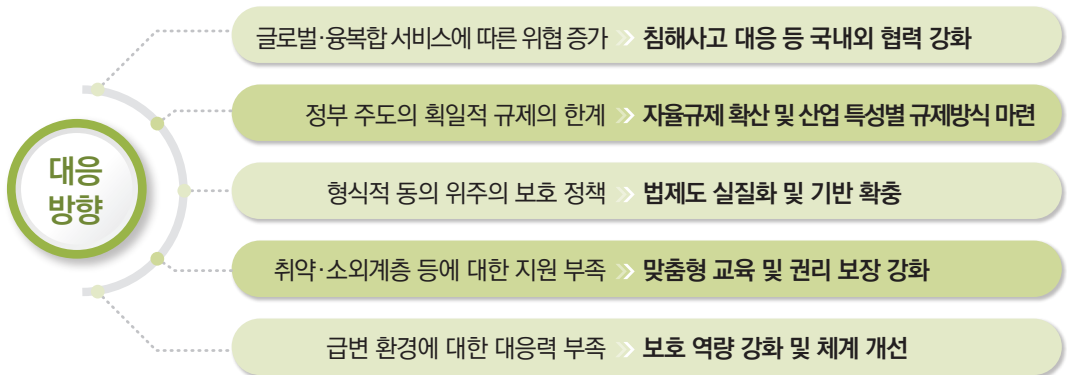 대응
방향
글로벌·융복합 서비스에 따른 위협 증가 » 침해사고 대응 등 국내외 협력 강화
정부 주도의 획일적 규제의 한계 » 자율규제 확산 및 산업 특성별 규제방식 마련
형식적 동의 위주의 보호 정책 » 법제도 실질화 및 기반 확충
취약·소외계층 등에 대한 지원 부족 » 맞춤형 교육 및 권리 보장 강화
급변 환경에 대한 대응력 부족 » 보호 역량 강화 및 체계 개선